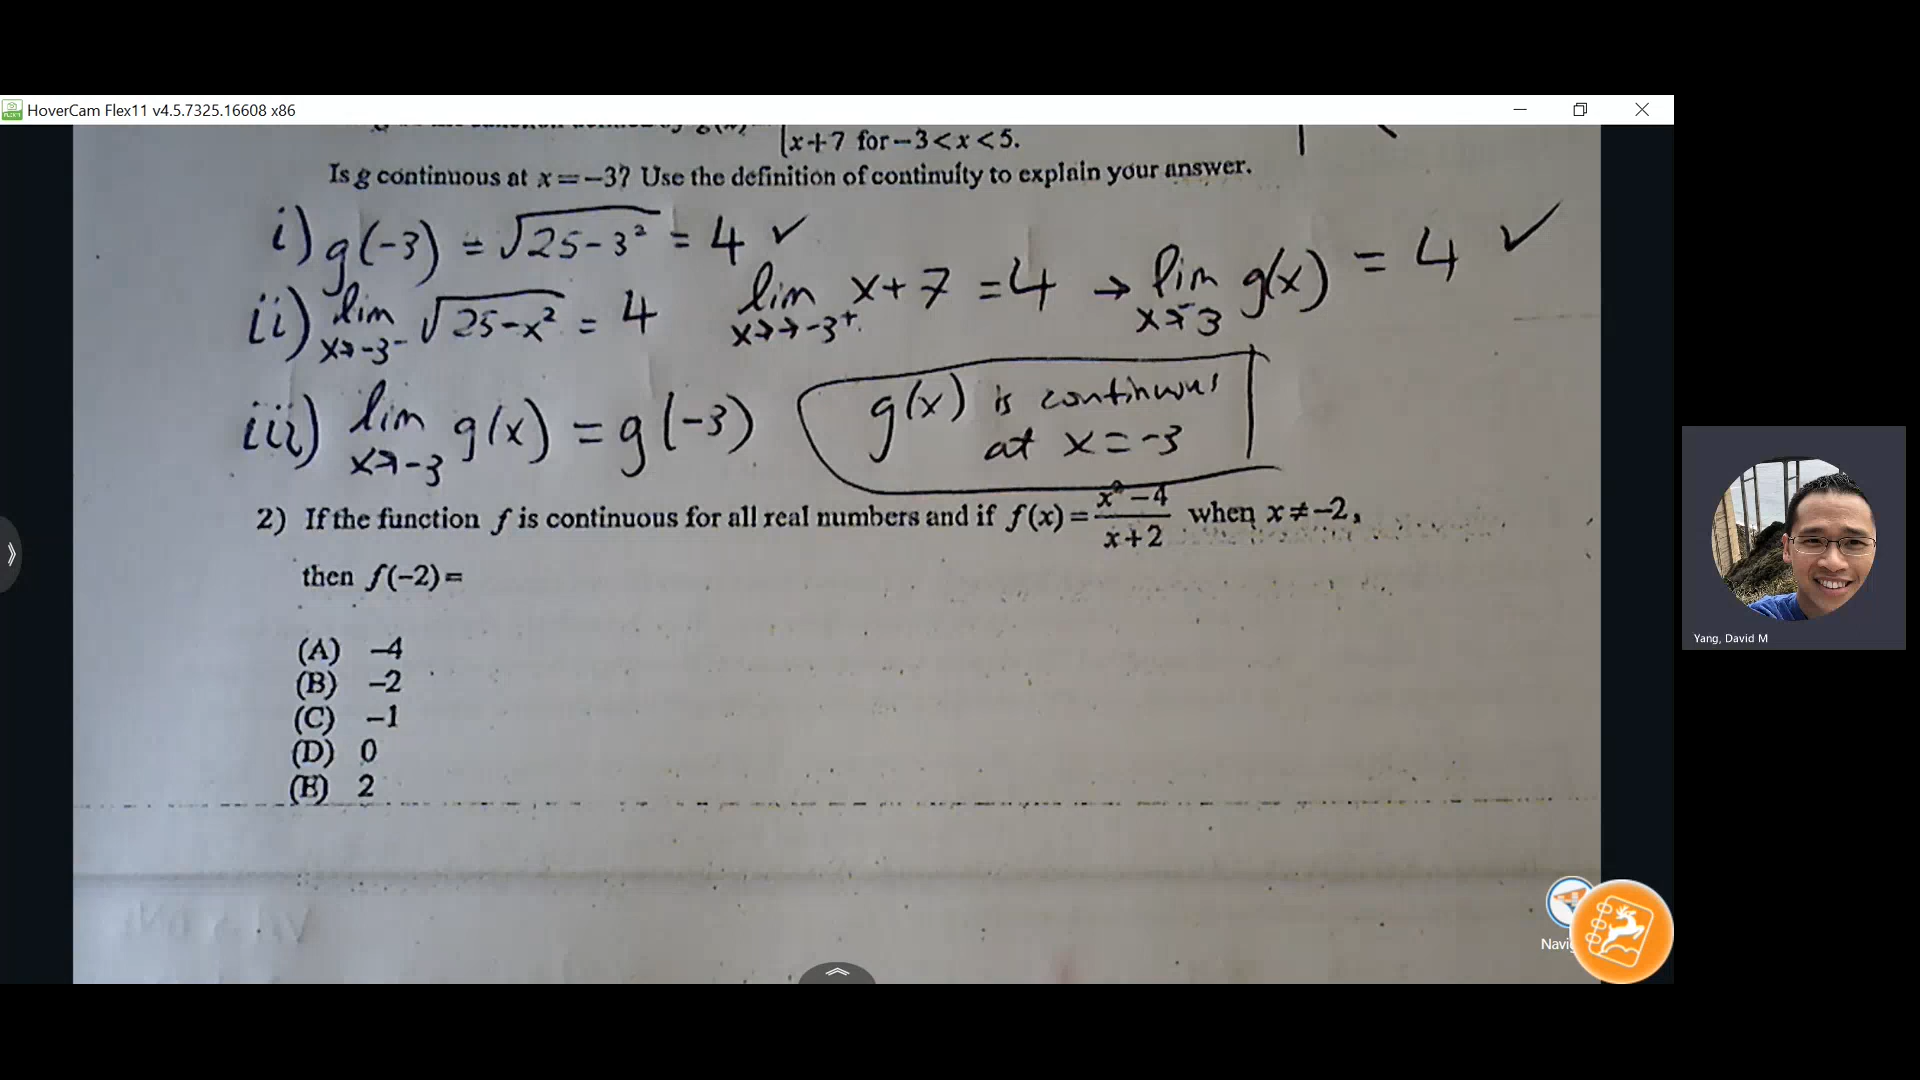 HoverCam Flex11 v4.5.7325.16608 x86
x+7 for -3<x<5.
Is g continuous at x=-3? Use the definition of continuity to explain your answer.
i) g(-3) = √25-3² = 4 ✓
ii) lim x→-3⁻ √25-x² = 4 lim x→→-3⁺ x+7 = 4 → lim x→-3 g(x) = 4 ✓
iii) lim x→-3 g(x) = g(-3) g(x) is continuous
at x=-3
2) If the function f is continuous for all real numbers and if f(x)= x²-4 / x+2 when x≠-2,
then f(-2)=
(A) -4
(B) -2
(C) -1
(D) 0
(E) 2
Yang, David M